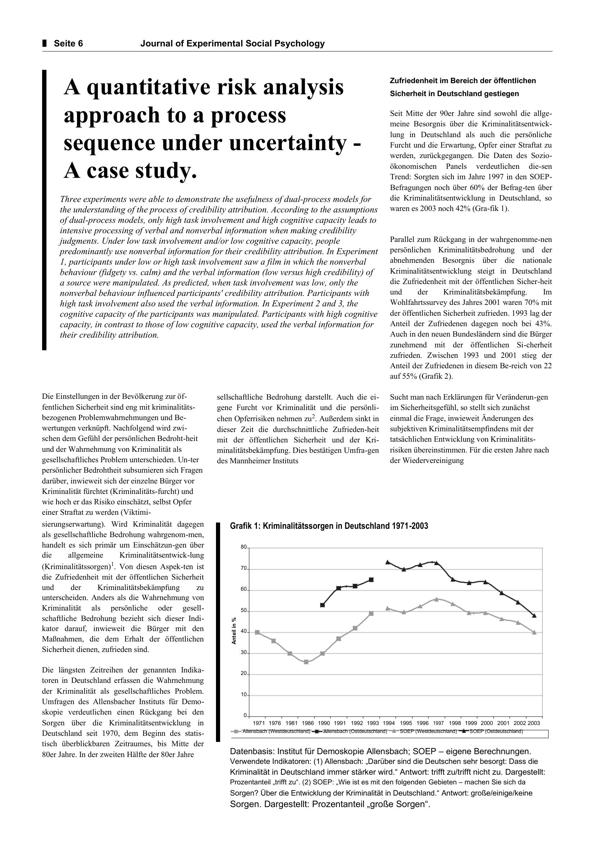 Seite 6 Journal of Experimental Social Psychology
A quantitative risk analysis
approach to a process
sequence under uncertainty -
A case study.
Three experiments were able to demonstrate the usefulness of dual-process models for
the understanding of the process of credibility attribution. According to the assumptions
of dual-process models, only high task involvement and high cognitive capacity leads to
intensive processing of verbal and nonverbal information when making credibility
judgments. Under low task involvement and/or low cognitive capacity, people
predominantly use nonverbal information for their credibility attribution. In Experiment
1, participants under low or high task involvement saw a film in which the nonverbal
behaviour (fidgety vs. calm) and the verbal information (low versus high credibility) of
a source were manipulated. As predicted, when task involvement was low, only the
nonverbal behaviour influenced participants' credibility attribution. Participants with
high task involvement also used the verbal information. In Experiment 2 and 3, the
cognitive capacity of the participants was manipulated. Participants with high cognitive
capacity, in contrast to those of low cognitive capacity, used the verbal information for
their credibility attribution.
Zufriedenheit im Bereich der öffentlichen
Sicherheit in Deutschland gestiegen
Seit Mitte der 90er Jahre sind sowohl die allge-
meine Besorgnis über die Kriminalitätsentwick-
lung in Deutschland als auch die persönliche
Furcht und die Erwartung, Opfer einer Straftat zu
werden, zurückgegangen. Die Daten des Sozio-
ökonomischen Panels verdeutlichen die-sen
Trend: Sorgten sich im Jahre 1997 in den SOEP-
Befragungen noch über 60% der Befrag-ten über
die Kriminalitätsentwicklung in Deutschland, so
waren es 2003 noch 42% (Gra-fik 1).
Parallel zum Rückgang in der wahrgenomme-nen
persönlichen Kriminalitätsbedrohung und der
abnehmenden Besorgnis über die nationale
Kriminalitätsentwicklung steigt in Deutschland
die Zufriedenheit mit der öffentlichen Sicher-heit
und der Kriminalitätsbekämpfung. Im
Wohlfahrtssurvey des Jahres 2001 waren 70% mit
der öffentlichen Sicherheit zufrieden. 1993 lag der
Anteil der Zufriedenen dagegen noch bei 43%.
Auch in den neuen Bundesländern sind die Bürger
zunehmend mit der öffentlichen Si-cherheit
zufrieden. Zwischen 1993 und 2001 stieg der
Anteil der Zufriedenen in diesem Be-reich von 22
auf 55% (Grafik 2).
Die Einstellungen in der Bevölkerung zur öf-
fentlichen Sicherheit sind eng mit kriminalitäts-
bezogenen Problemwahrnehmungen und Be-
wertungen verknüpft. Nachfolgend wird zwi-
schen dem Gefühl der persönlichen Bedroht-heit
und der Wahrnehmung von Kriminalität als
gesellschaftliches Problem unterschieden. Un-ter
persönlicher Bedrohtheit subsumieren sich Fragen
darüber, inwieweit sich der einzelne Bürger vor
Kriminalität fürchtet (Kriminalitäts-furcht) und
wie hoch er das Risiko einschätzt, selbst Opfer
einer Straftat zu werden (Viktimi-
sierungserwartung). Wird Kriminalität dagegen
als gesellschaftliche Bedrohung wahrgenom-men,
handelt es sich primär um Einschätzun-gen über
die allgemeine Kriminalitätsentwick-lung
(Kriminalitätssorgen)1. Von diesen Aspek-ten ist
die Zufriedenheit mit der öffentlichen Sicherheit
und der Kriminalitätsbekämpfung zu
unterscheiden. Anders als die Wahrnehmung von
Kriminalität als persönliche oder gesell-
schaftliche Bedrohung bezieht sich dieser Indi-
kator darauf, inwieweit die Bürger mit den
Maßnahmen, die dem Erhalt der öffentlichen
Sicherheit dienen, zufrieden sind.
Die längsten Zeitreihen der genannten Indika-
toren in Deutschland erfassen die Wahrnehmung
der Kriminalität als gesellschaftliches Problem.
Umfragen des Allensbacher Instituts für Demo-
skopie verdeutlichen einen Rückgang bei den
Sorgen über die Kriminalitätsentwicklung in
Deutschland seit 1970, dem Beginn des statis-
tisch überblickbaren Zeitraumes, bis Mitte der
80er Jahre. In der zweiten Hälfte der 80er Jahre
sellschaftliche Bedrohung darstellt. Auch die ei-
gene Furcht vor Kriminalität und die persönli-
chen Opferrisiken nehmen zu2. Außerdem sinkt in
dieser Zeit die durchschnittliche Zufrieden-heit
mit der öffentlichen Sicherheit und der Kri-
minalitätsbekämpfung. Dies bestätigen Umfra-gen
des Mannheimer Instituts
Sucht man nach Erklärungen für Veränderun-gen
im Sicherheitsgefühl, so stellt sich zunächst
einmal die Frage, inwieweit Änderungen des
subjektiven Kriminalitätsempfindens mit der
tatsächlichen Entwicklung von Kriminalitäts-
risiken übereinstimmen. Für die ersten Jahre nach
der Wiedervereinigung
Grafik 1: Kriminalitätssorgen in Deutschland 1971-2003
Anteil in %
80
70
60
50
40
30
20
10
0
1971 1976 1981 1986 1990 1991 1992 1993 1994 1995 1996 1997 1998 1999 2000 2001 2002 2003
Allensbach (Westdeutschland) Allensbach (Ostdeutschland) SOEP (Westdeutschland) SOEP (Ostdeutschland)
Datenbasis: Institut für Demoskopie Allensbach; SOEP – eigene Berechnungen.
Verwendete Indikatoren: (1) Allensbach: „Darüber sind die Deutschen sehr besorgt: Dass die
Kriminalität in Deutschland immer stärker wird.“ Antwort: trifft zu/trifft nicht zu. Dargestellt:
Prozentanteil „trifft zu“. (2) SOEP: „Wie ist es mit den folgenden Gebieten – machen Sie sich da
Sorgen? Über die Entwicklung der Kriminalität in Deutschland.“ Antwort: große/einige/keine
Sorgen. Dargestellt: Prozentanteil „große Sorgen“.